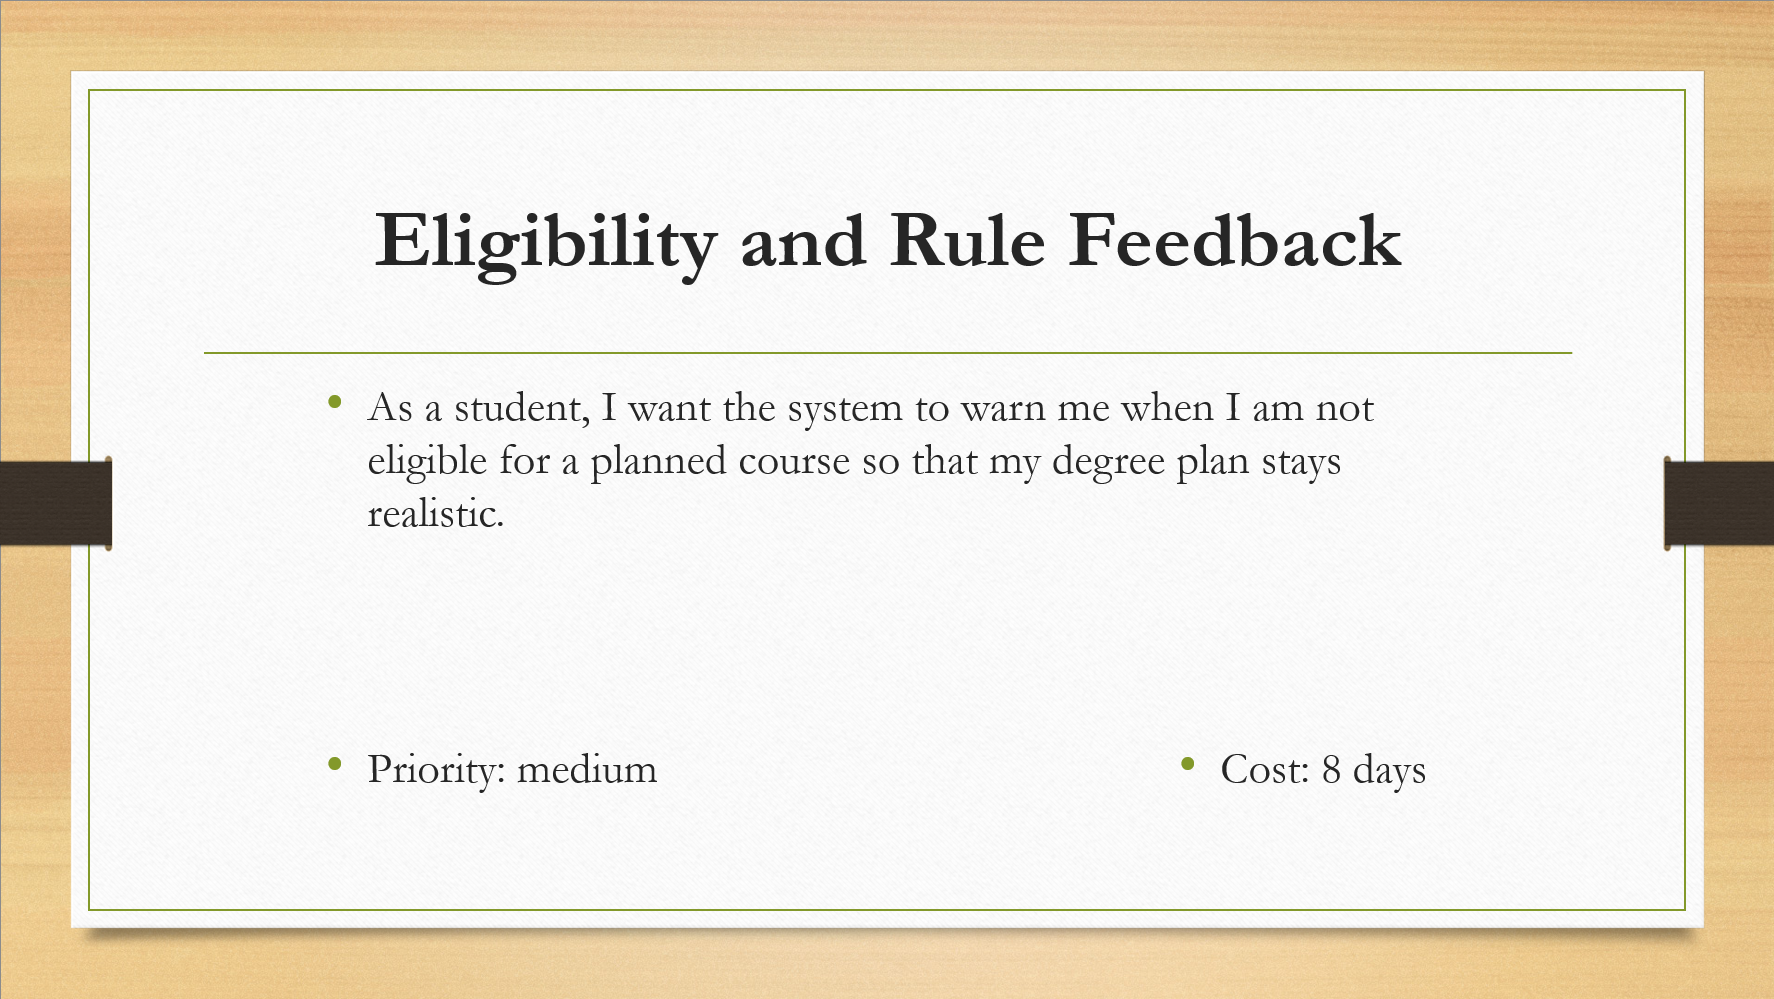 Eligibility and Rule Feedback
• As a student, I want the system to warn me when I am not
eligible for a planned course so that my degree plan stays
realistic.
• Priority: medium
• Cost: 8 days